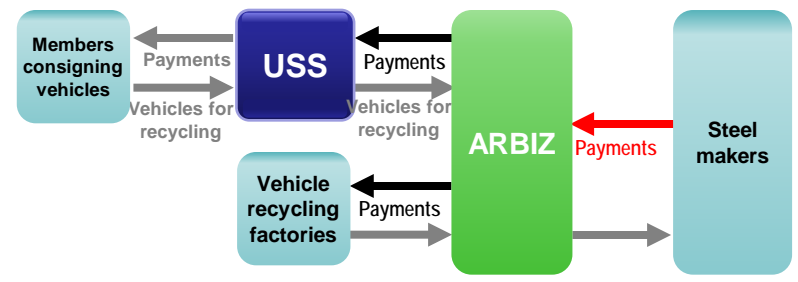 Members
consigning
vehicles
Payments
Vehicles for
recycling
USS
Payments
Vehicles for
recycling
ARBIZ
Payments
Steel
makers
Vehicle
recycling
factories
Payments